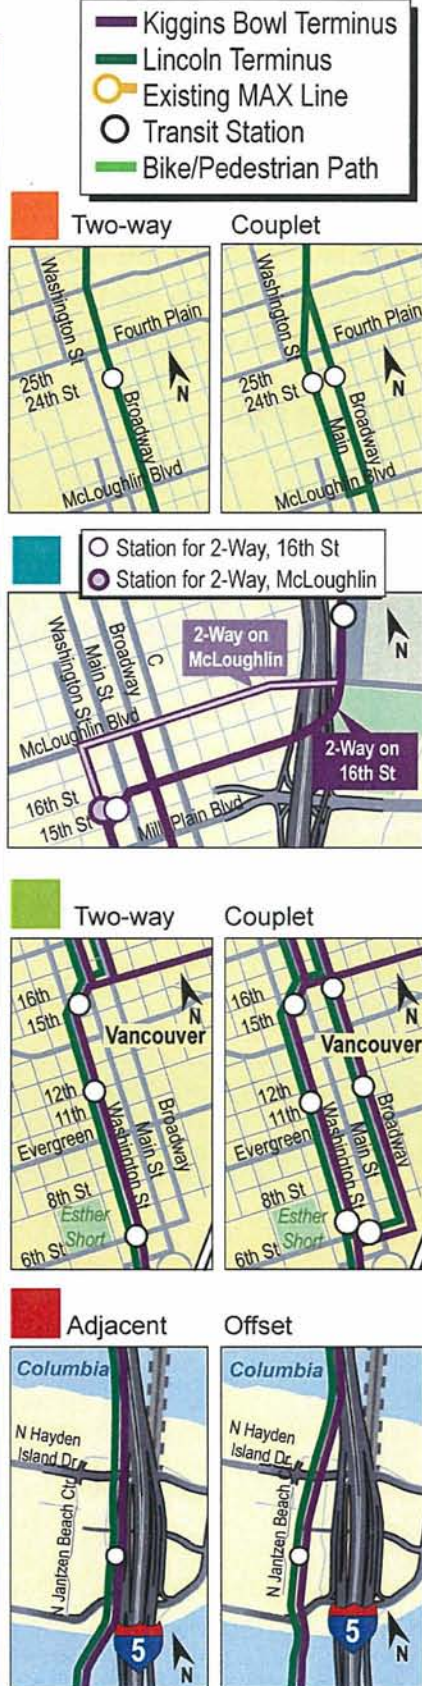 Kiggins Bowl Terminus
Lincoln Terminus
Existing MAX Line
Transit Station
Bike/Pedestrian Path
Two-way
Couplet
Washington St
Fourth Plain
25th
24th St
Broadway
N
McLoughlin Blvd
Washington St
Fourth Plain
25th
24th St
Main
Broadway
N
McLoughlin Blvd
Station for 2-Way, 16th St
Station for 2-Way, McLoughlin
Washington St
Main St
Broadway
C
2-Way on
McLoughlin
N
McLoughlin Blvd
2-Way on
16th St
16th St
15th St
Mill Plain Blvd
Two-way
Couplet
16th
15th
N
Vancouver
12th
11th
Evergreen
Washington St
Main St
Broadway
8th St
Esther
Short
6th St
16th
15th
N
Vancouver
12th
11th
Evergreen
Washington St
Main St
Broadway
8th St
Esther
Short
6th St
Adjacent
Offset
Columbia
N Hayden
Island Dr
N Jantzen Beach Ctr
5
N
Columbia
N Hayden
Island Dr
N Jantzen Beach Ctr
5
N